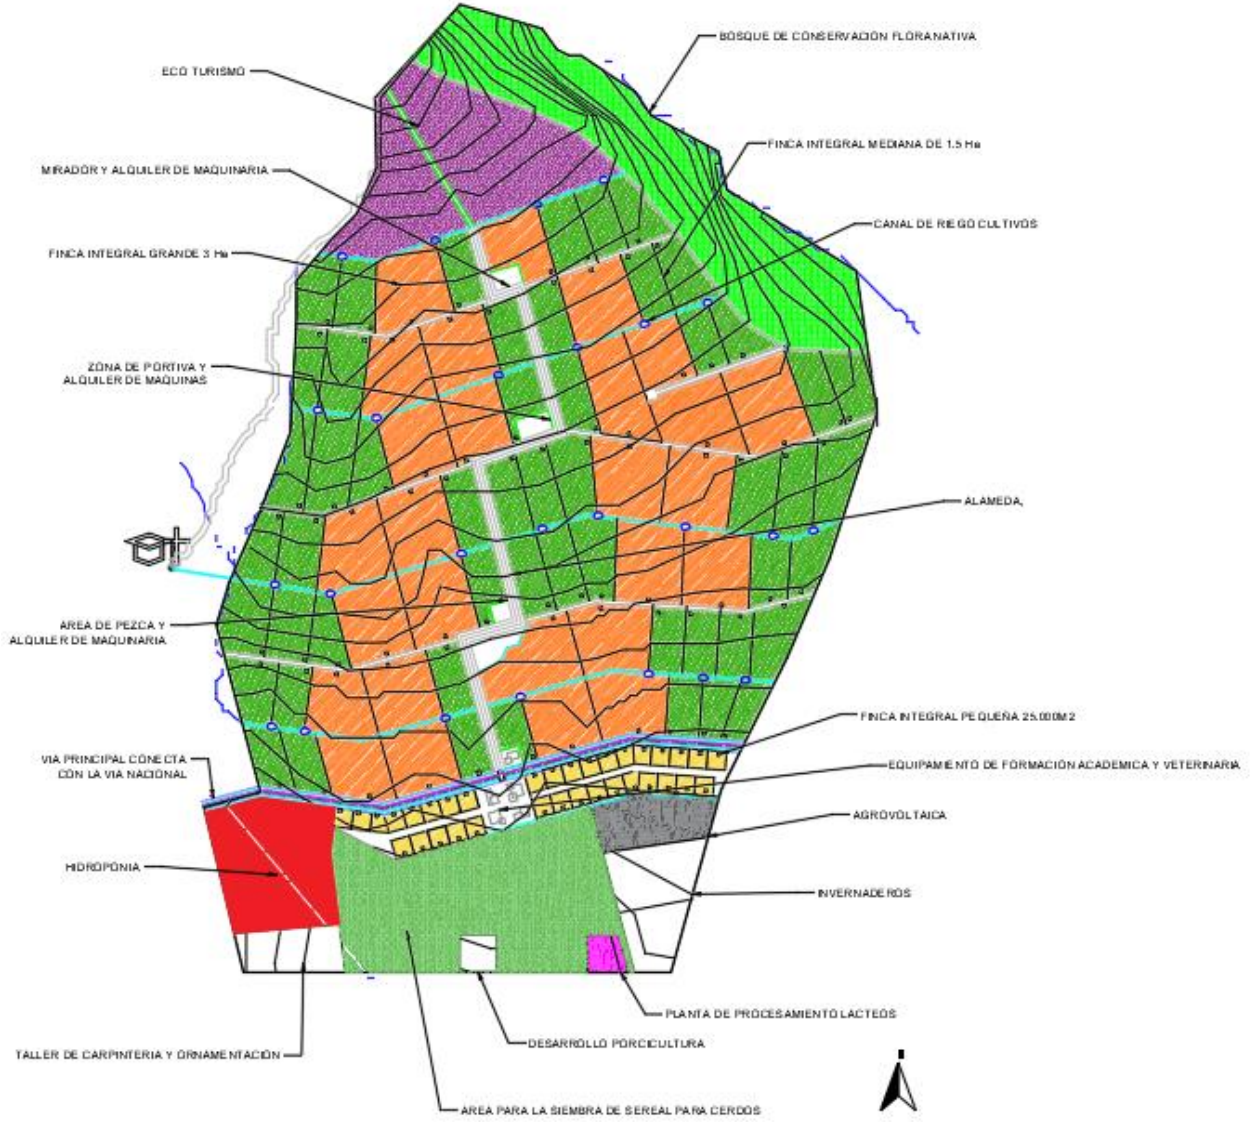 BOSQUE DE CONSERVACION FLORA NATIVA
ECO TURISMO
FINCA INTEGRAL MEDIANA DE 1.5 Ha
MIRADOR Y ALQUILER DE MAQUINARIA
CANAL DE RIEGO CULTIVOS
FINCA INTEGRAL GRANDE 3 Ha
ZONA DE PORTIVA Y
ALQUILER DE MAQUINAS
ALAMEDA,
AREA DE PEZCA Y
ALQUILER DE MAQUINARIA
FINCA INTEGRAL PEQUEÑA 25.000M2
VIA PRINCIPAL CONECTA
CON LA VIA NACIONAL
EQUIPAMIENTO DE FORMACION ACADEMICA Y VETERINARIA
AGROVOLTAICA
HIDROPONIA
INVERNADEROS
PLANTA DE PROCESAMIENTO LACTEOS
DESARROLLO PORCICULTURA
TALLER DE CARPINTERIA Y ORNAMENTACION
AREA PARA LA SIEMBRA DE SEREAL PARA CERDOS